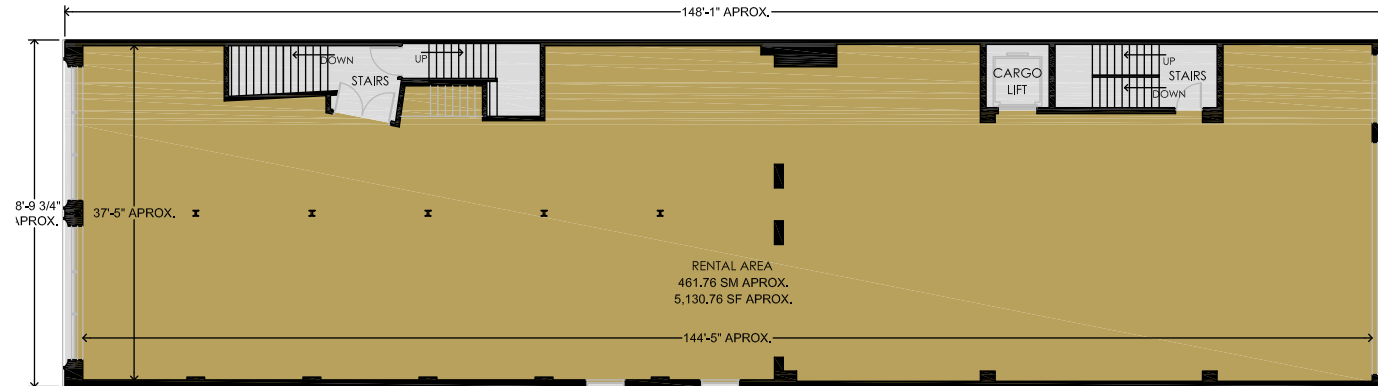 148'-1" APROX.
DOWN
UP
STAIRS
CARGO
LIFT
UP
STAIRS
DOWN
8'-9 3/4"
APROX.
37'-5" APROX.
RENTAL AREA
461.76 SM APROX.
5,130.76 SF APROX.
144'-5" APROX.